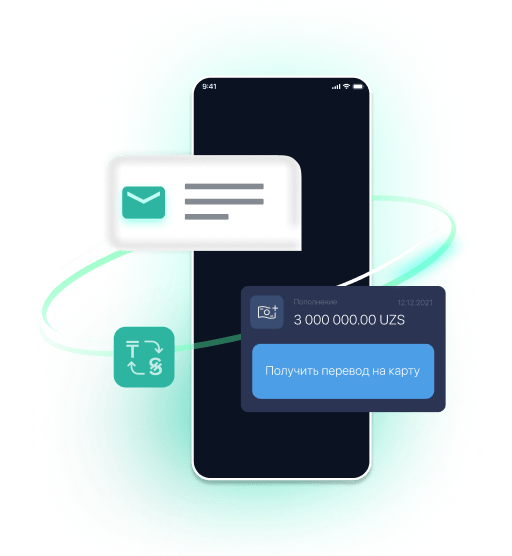 9:41
Пополнение
12.12.2021
3 000 000.00 UZS
Получить перевод на карту
₸
$